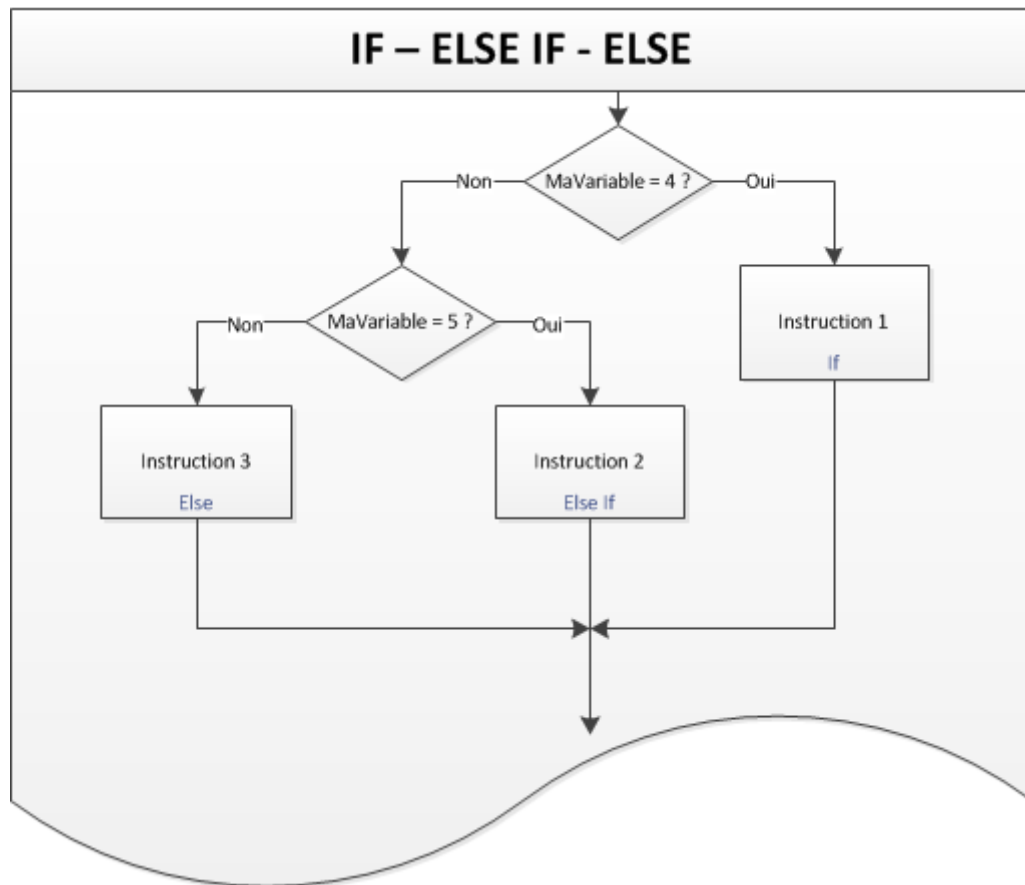 IF – ELSE IF - ELSE
Non
MaVariable = 4 ?
Oui
Instruction 1
If
Non
MaVariable = 5 ?
Oui
Instruction 3
Else
Instruction 2
Else If